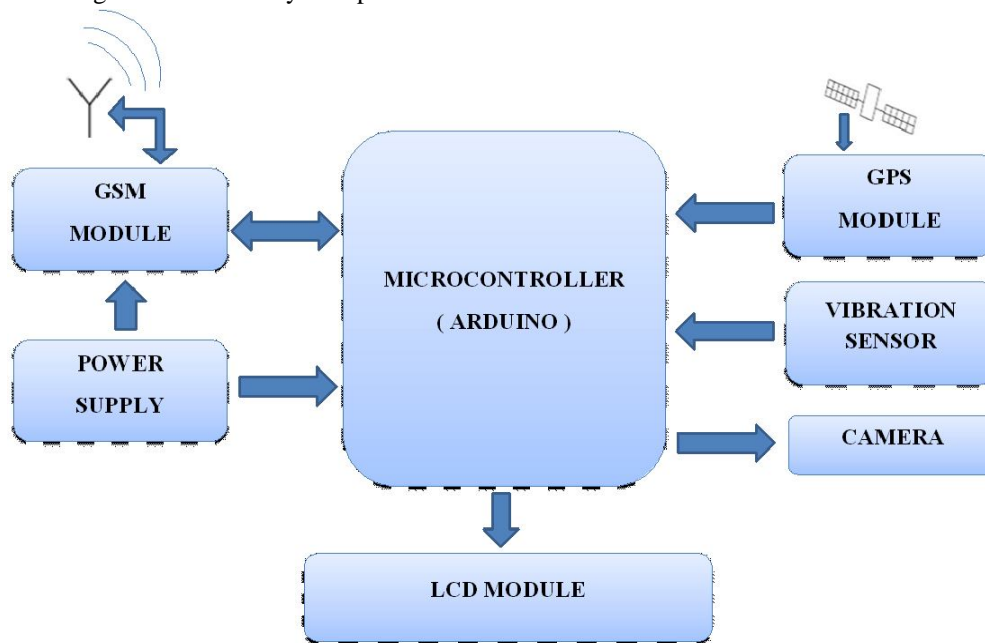 GSM
MODULE
POWER
SUPPLY
MICROCONTROLLER
( ARDUINO )
GPS
MODULE
VIBRATION
SENSOR
CAMERA
LCD MODULE